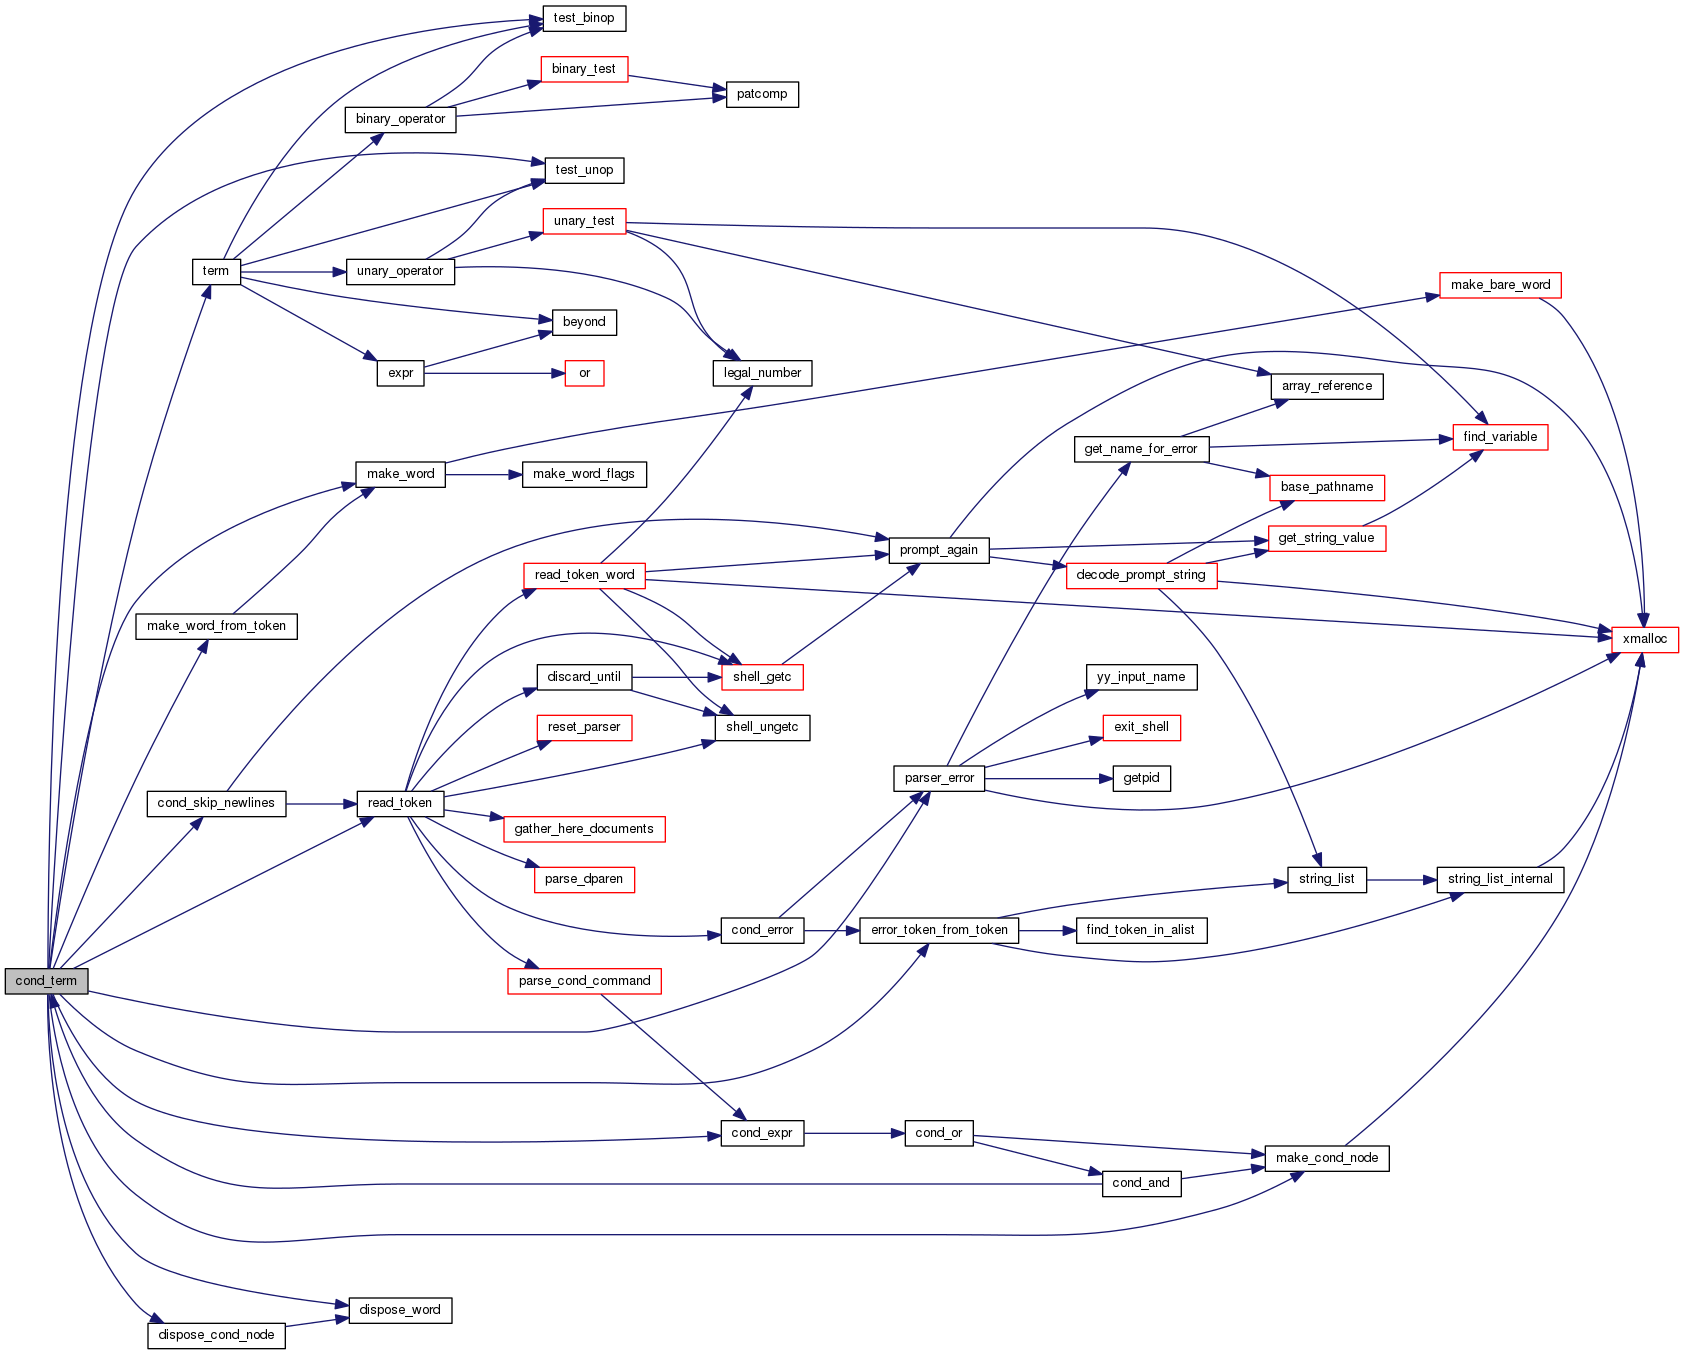 test_binop
binary_test
patcomp
binary_operator
test_unop
unary_test
term
unary_operator
make_bare_word
beyond
expr
or
legal_number
array_reference
find_variable
get_name_for_error
make_word
make_word_flags
base_pathname
get_string_value
prompt_again
read_token_word
decode_prompt_string
make_word_from_token
xmalloc
discard_until
shell_getc
yy_input_name
reset_parser
shell_ungetc
exit_shell
cond_skip_newlines
read_token
parser_error
getpid
gather_here_documents
parse_dparen
string_list
string_list_internal
cond_error
error_token_from_token
find_token_in_alist
cond_term
parse_cond_command
cond_expr
cond_or
make_cond_node
cond_and
dispose_word
dispose_cond_node